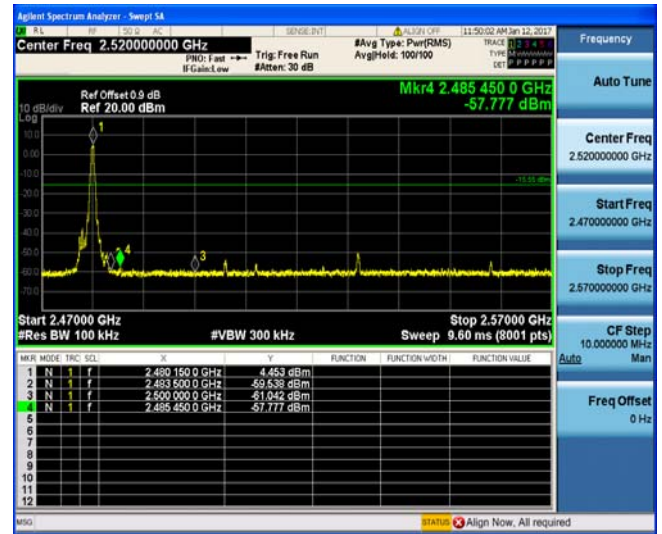 Agilent Spectrum Analyzer - Swept SA
RL RF 50 Ω AC SENSE:INT ALIGN OFF 11:50:02 AM Jan 12, 2017
Center Freq 2.520000000 GHz
PNO: Fast
IFGain:Low
Trig: Free Run
#Atten: 30 dB
#Avg Type: Pwr(RMS)
Avg|Hold: 100/100
TRACE 1 2 3 4 5 6
TYPE
DET P P P P P P
Mkr4 2.485 450 0 GHz
-57.777 dBm
Ref Offset 0.9 dB
10 dB/div Ref 20.00 dBm
Log
10.0
0.00
-10.0
-20.0
-30.0
-40.0
-50.0
-60.0
-70.0
1
4
3
-15.55 dBm
Start 2.47000 GHz
Stop 2.57000 GHz
#Res BW 100 kHz
#VBW 300 kHz
Sweep 9.60 ms (8001 pts)
MKR MODE TRC SCL X Y FUNCTION FUNCTION WIDTH FUNCTION VALUE
1 N 1 f 2.480 150 0 GHz 4.453 dBm
2 N 1 f 2.483 500 0 GHz -59.538 dBm
3 N 1 f 2.500 000 0 GHz -61.042 dBm
4 N 1 f 2.485 450 0 GHz -57.777 dBm
5
6
7
8
9
10
11
12
MSG
STATUS Align Now, All required
Frequency
Auto Tune
Center Freq
2.520000000 GHz
Start Freq
2.470000000 GHz
Stop Freq
2.570000000 GHz
CF Step
10.000000 MHz
Auto Man
Freq Offset
0 Hz